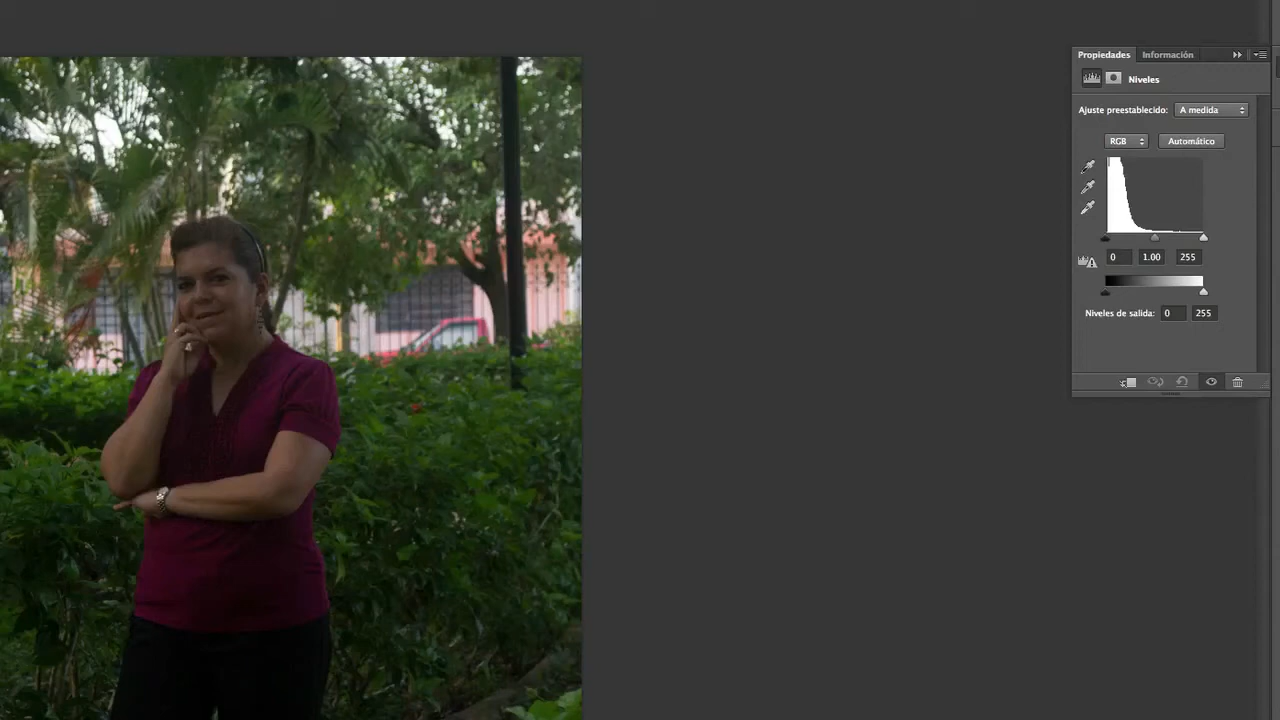 Propiedades Información
Niveles
Ajuste preestablecido: A medida
RGB Automático
0 1.00 255
Niveles de salida: 0 255